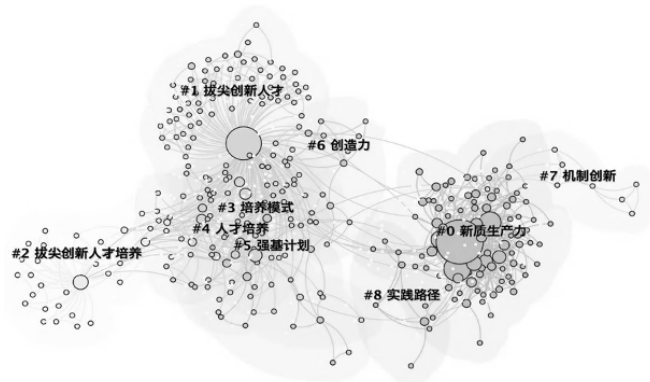 #1 拔尖创新人才
#6 创造力
#7 机制创新
#3 培养模式
#4 人才培养
#0 新质生产力
#5 强基计划
#2 拔尖创新人才培养
#8 实践路径